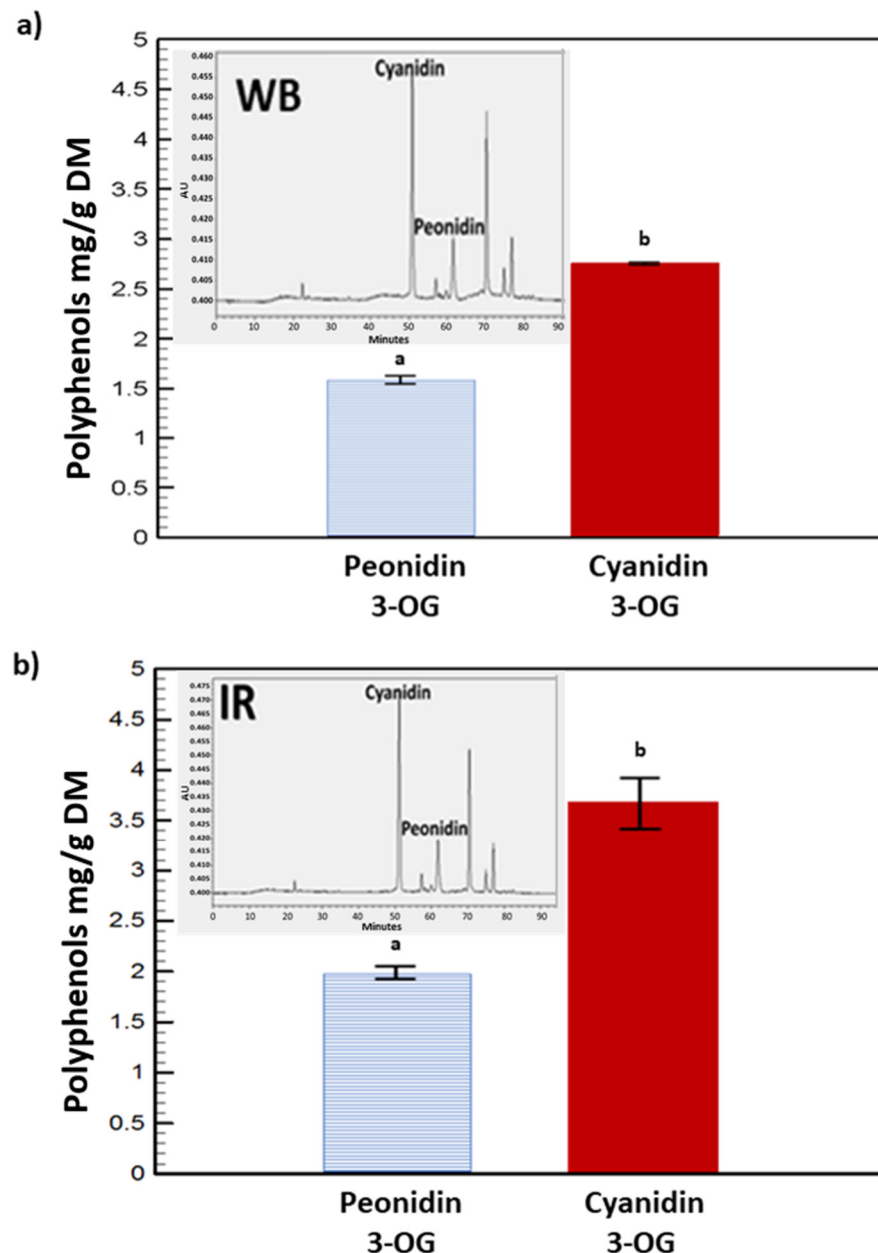 a)
Polyphenols mg/g DM
5
4.5
4
3.5
3
2.5
2
1.5
1
0.5
0
WB
AU
0.460
0.455
0.450
0.445
0.440
0.435
0.430
0.425
0.420
0.415
0.410
0.405
0.400
Cyanidin
Peonidin
0 10 20 30 40 50 60 70 80 90
Minutes
a
b
Peonidin Cyanidin
3-OG 3-OG
b)
Polyphenols mg/g DM
5
4.5
4
3.5
3
2.5
2
1.5
1
0.5
0
IR
AU
0.475
0.470
0.465
0.460
0.455
0.450
0.445
0.440
0.435
0.430
0.425
0.420
0.415
0.410
0.405
0.400
Cyanidin
Peonidin
0 10 20 30 40 50 60 70 80 90
Minutes
a
b
Peonidin Cyanidin
3-OG 3-OG